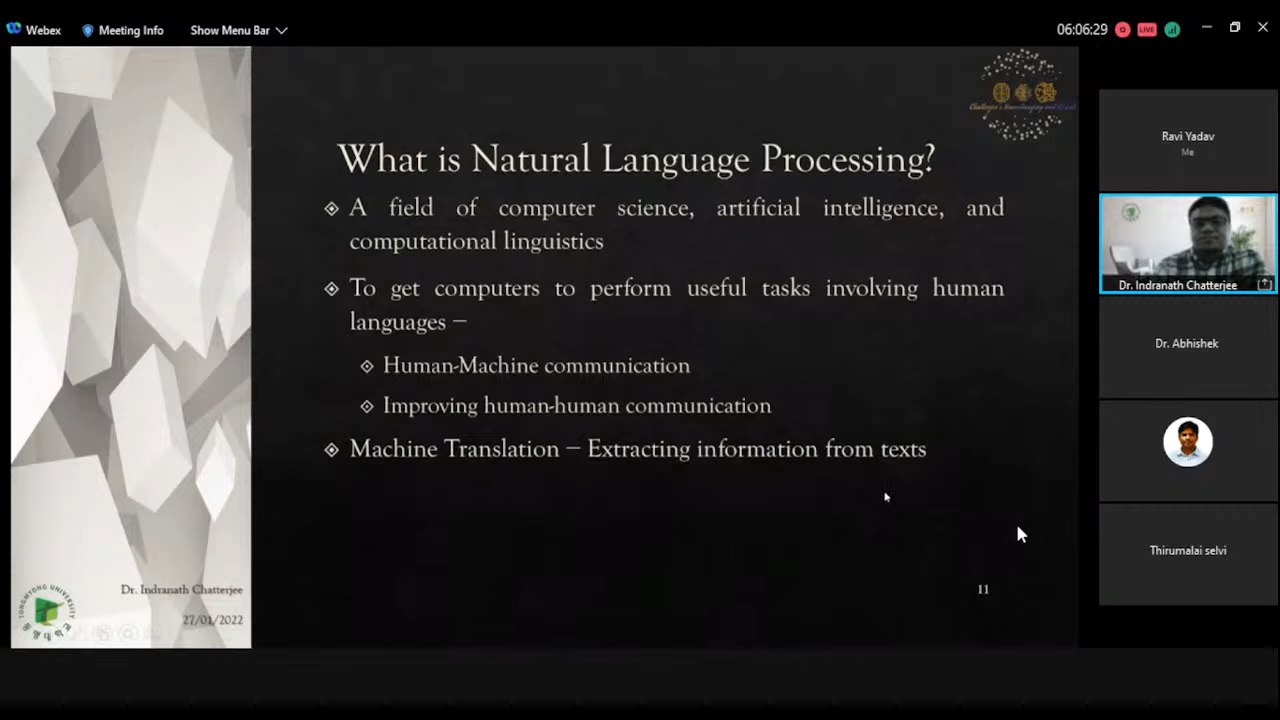 Webex
Meeting Info
Show Menu Bar
06:06:29
LIVE
What is Natural Language Processing?
A field of computer science, artificial intelligence, and
computational linguistics
To get computers to perform useful tasks involving human
languages –
Human-Machine communication
Improving human-human communication
Machine Translation – Extracting information from texts
11
Dr. Indranath Chatterjee
27/01/2022
TONGMYONG UNIVERSITY
Ravi Yadav
Me
Dr. Indranath Chatterjee
Dr. Abhishek
Thirumalai selvi